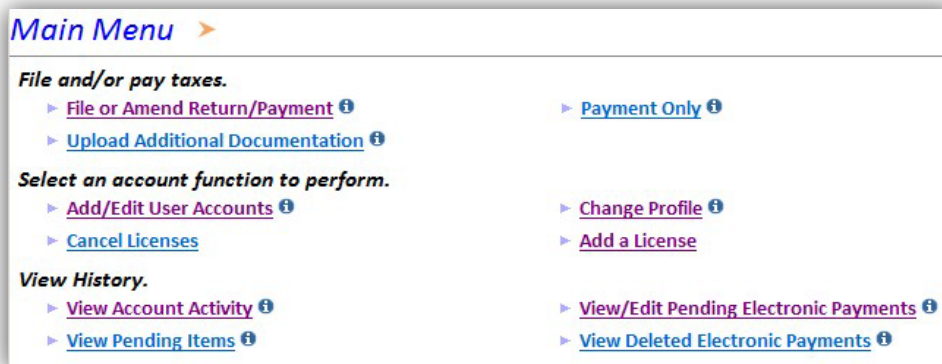 Main Menu
File and/or pay taxes.
File or Amend Return/Payment
Payment Only
Upload Additional Documentation
Select an account function to perform.
Add/Edit User Accounts
Change Profile
Cancel Licenses
Add a License
View History.
View Account Activity
View/Edit Pending Electronic Payments
View Pending Items
View Deleted Electronic Payments